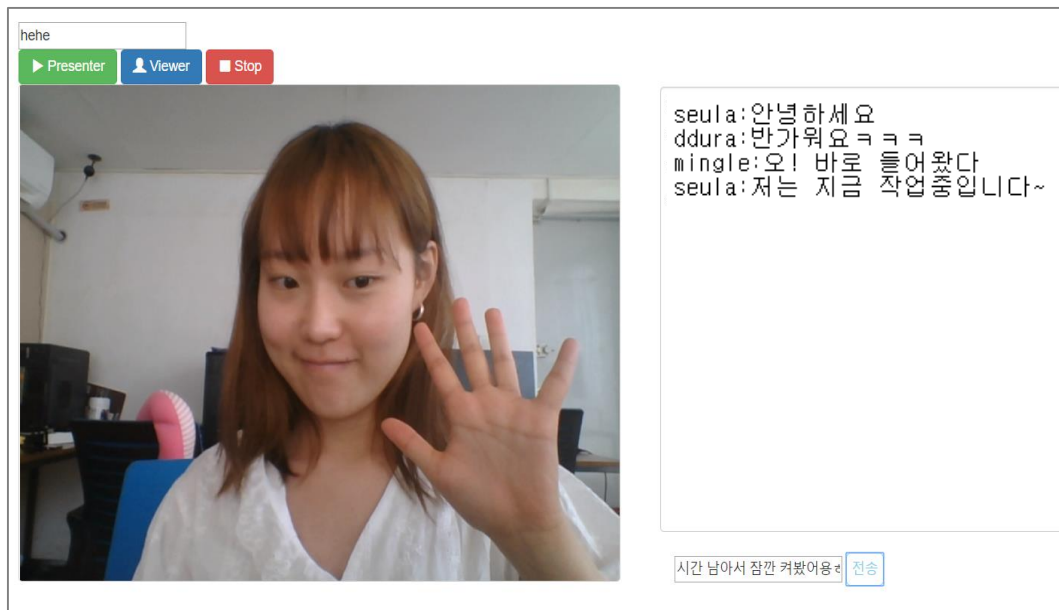 hehe
Presenter Viewer Stop
seula:안녕하세요
ddura:반가워요ㅋㅋㅋ
mingle:오! 바로 들어왔다
seula:저는 지금 작업중입니다~
시간 남아서 잠깐 켜봤어용 전송